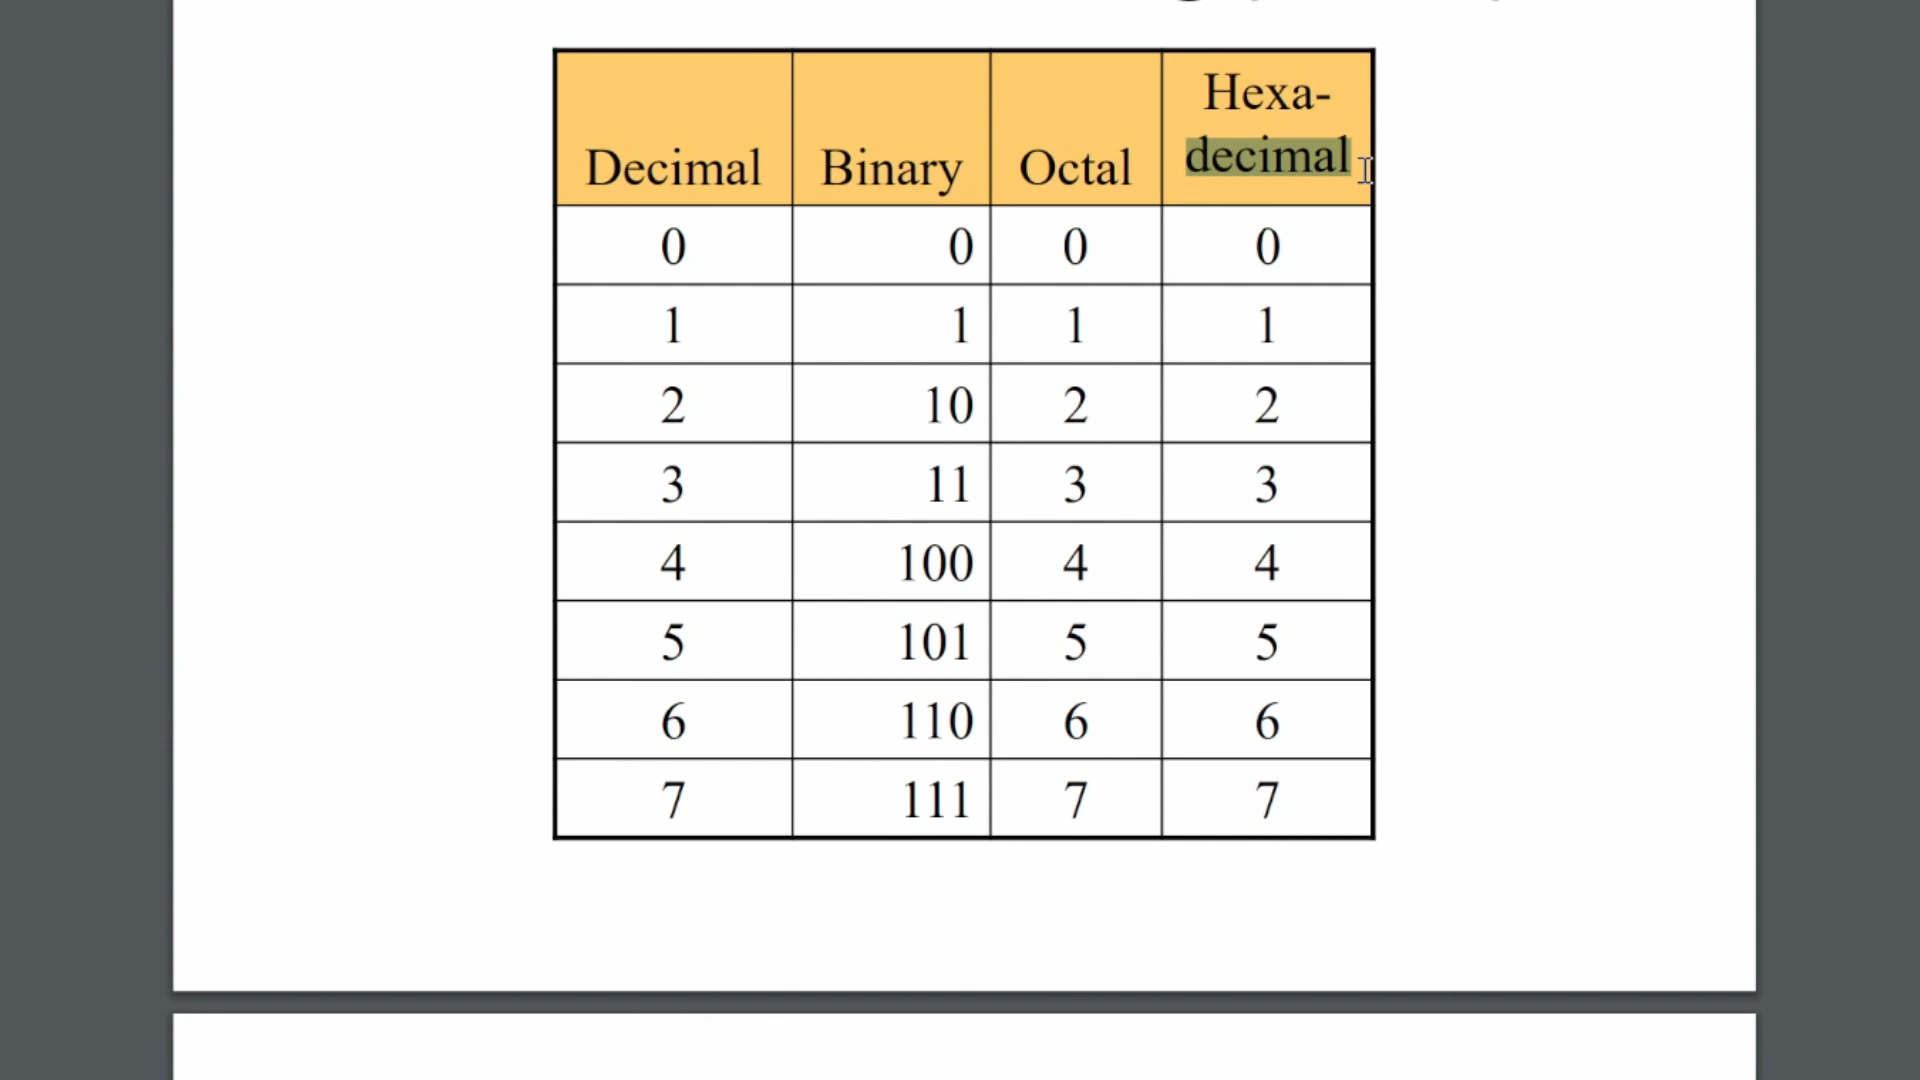 Decimal Binary Octal Hexa-
decimal
0 0 0 0
1 1 1 1
2 10 2 2
3 11 3 3
4 100 4 4
5 101 5 5
6 110 6 6
7 111 7 7